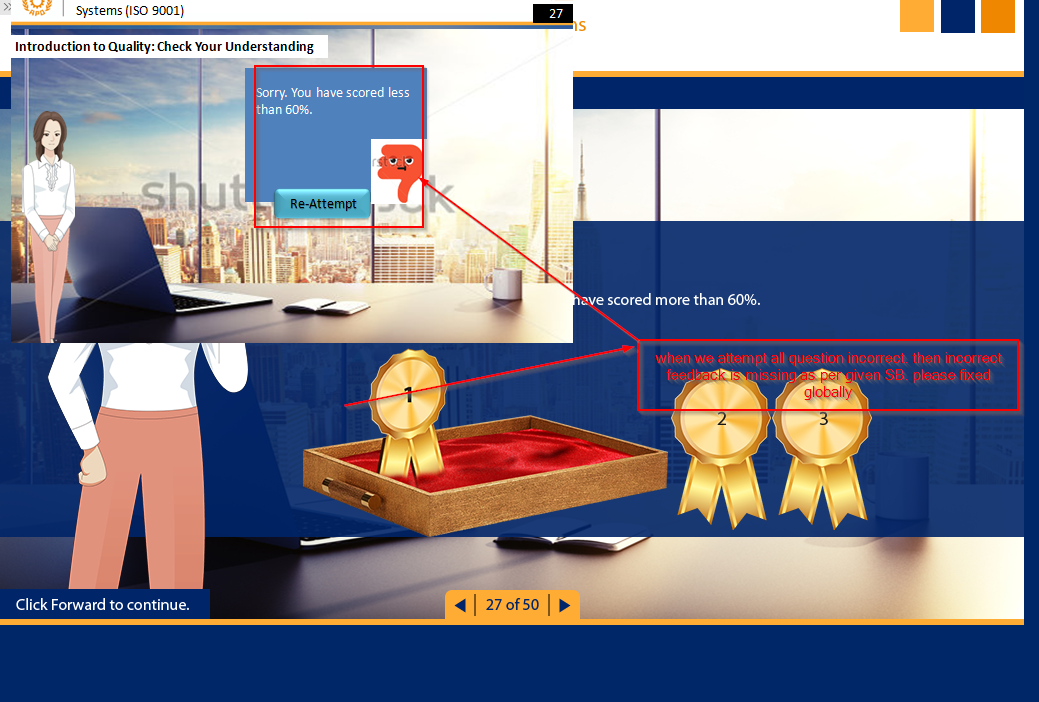 Systems (ISO 9001)
27
Introduction to Quality: Check Your Understanding
Sorry. You have scored less
than 60%.
Re-Attempt
have scored more than 60%.
when we attempt all question incorrect, then incorrect
feedback is missing as per given SB. please fixed
globally
1
2
3
Click Forward to continue.
27 of 50